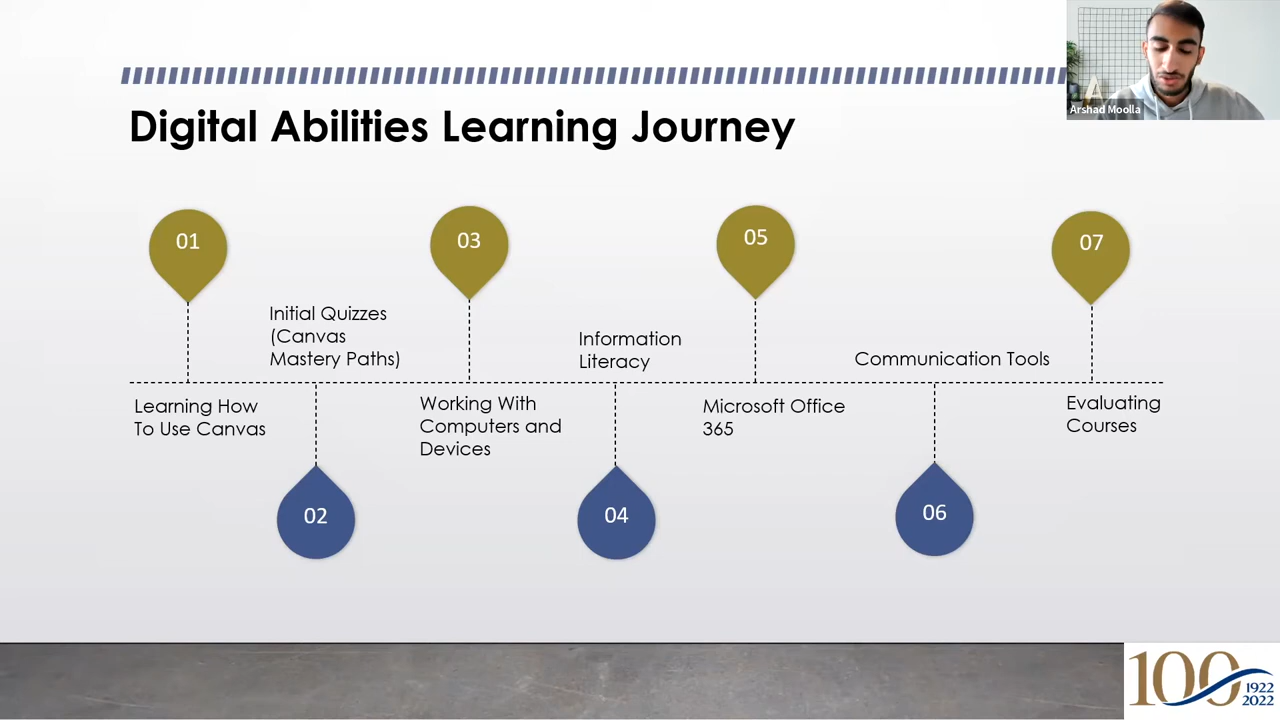 Arshad Moolla
Digital Abilities Learning Journey
01
03
05
07
Initial Quizzes
(Canvas
Mastery Paths)
Information
Literacy
Communication Tools
Learning How
To Use Canvas
Working With
Computers and
Devices
Microsoft Office
365
Evaluating
Courses
02
04
06
100
1922
2022